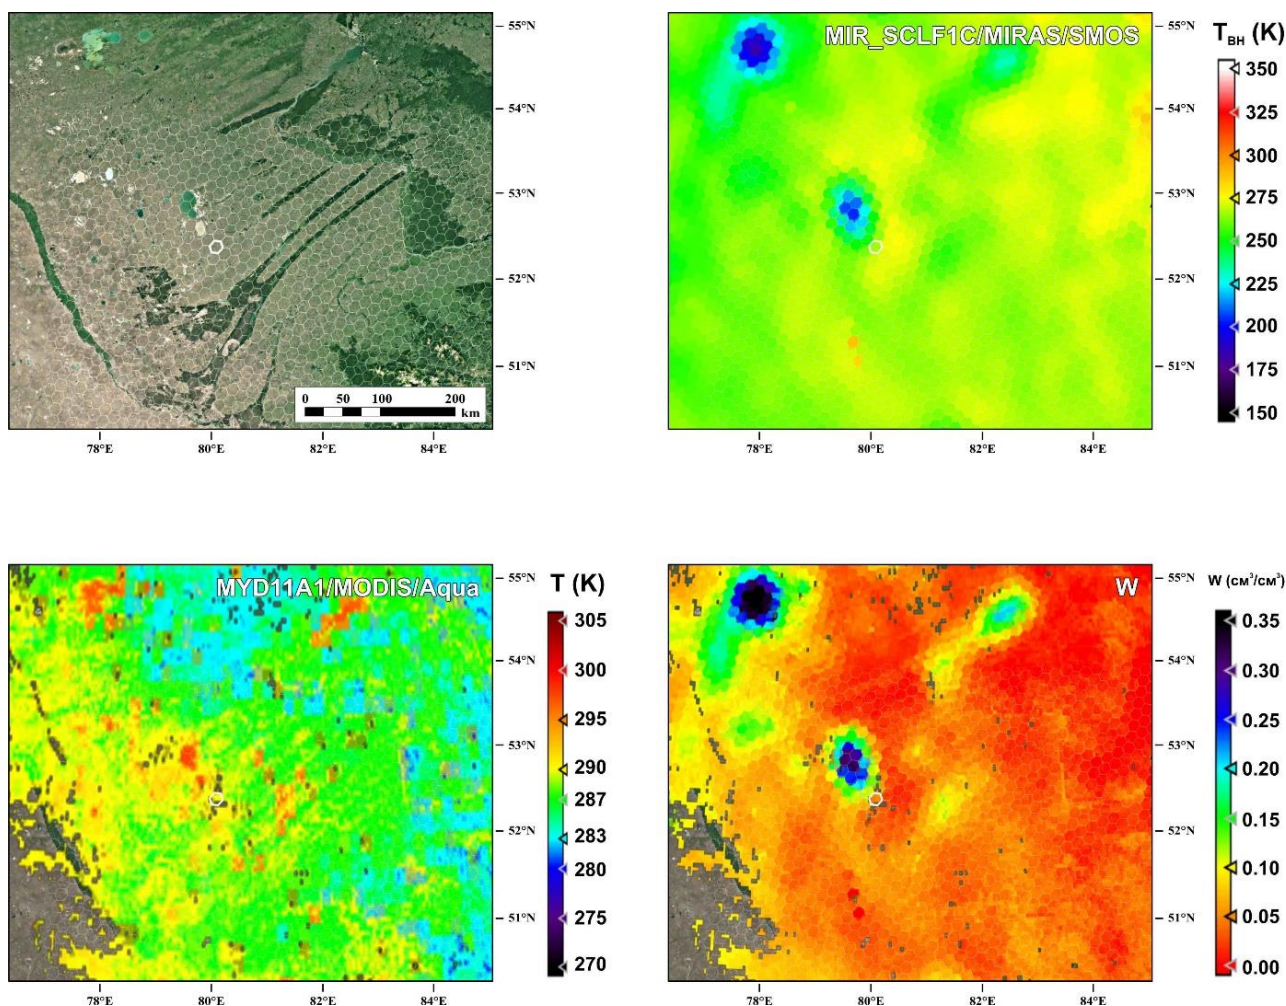 55°N
54°N
53°N
52°N
51°N
0 50 100 200
km
78°E 80°E 82°E 84°E
MIR_SCLF1C/MIRAS/SMOS
T_BH (K)
55°N
54°N
53°N
52°N
51°N
350
325
300
275
250
225
200
175
150
78°E 80°E 82°E 84°E
MYD11A1/MODIS/Aqua
T (K)
55°N
54°N
53°N
52°N
51°N
305
300
295
290
287
283
280
275
270
78°E 80°E 82°E 84°E
W
W (см³/см³)
55°N
54°N
53°N
52°N
51°N
0.35
0.30
0.25
0.20
0.15
0.10
0.05
0.00
78°E 80°E 82°E 84°E